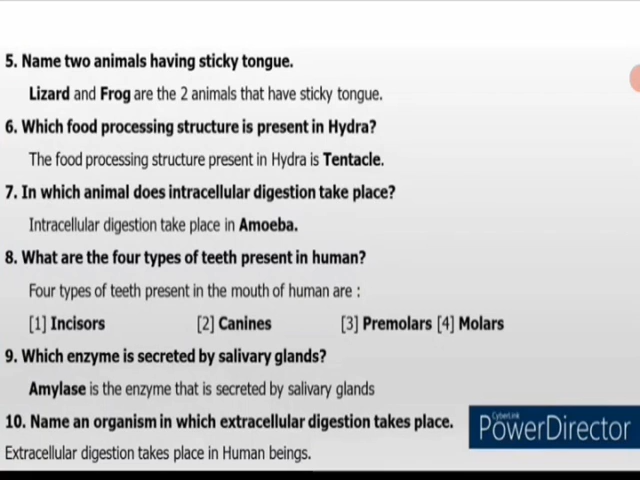 5. Name two animals having sticky tongue.
Lizard and Frog are the 2 animals that have sticky tongue.
6. Which food processing structure is present in Hydra?
The food processing structure present in Hydra is Tentacle.
7. In which animal does intracellular digestion take place?
Intracellular digestion take place in Amoeba.
8. What are the four types of teeth present in human?
Four types of teeth present in the mouth of human are :
[1] Incisors [2] Canines [3] Premolars [4] Molars
9. Which enzyme is secreted by salivary glands?
Amylase is the enzyme that is secreted by salivary glands
10. Name an organism in which extracellular digestion takes place.
CyberLink
PowerDirector
Extracellular digestion takes place in Human beings.